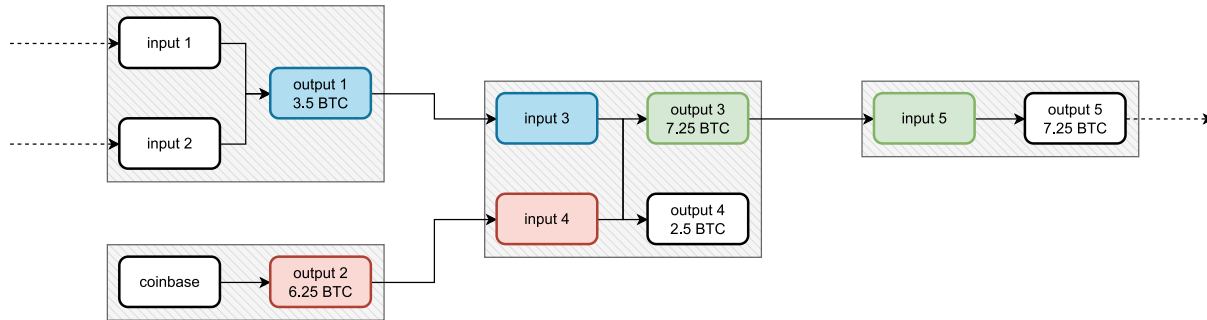 input 1
input 2
output 1
3.5 BTC
coinbase
output 2
6.25 BTC
input 3
input 4
output 3
7.25 BTC
output 4
2.5 BTC
input 5
output 5
7.25 BTC